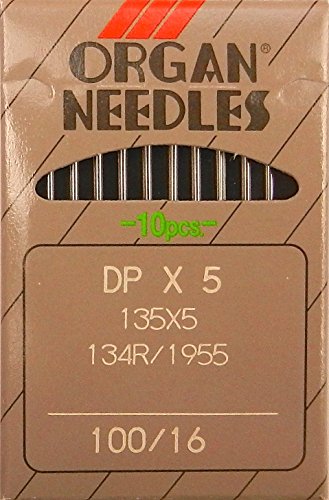 ORGAN®
NEEDLES
-10pcs.-
DP X 5
135X5
134R/1955
100/16